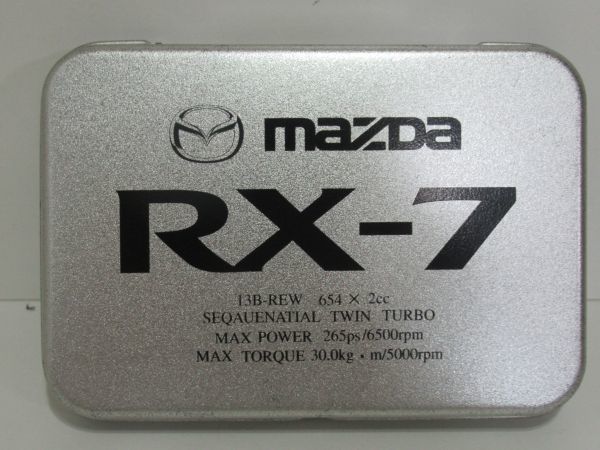 mazda
RX-7
13B-REW 654 × 2cc
SEQAUENATIAL TWIN TURBO
MAX POWER 265ps/6500rpm
MAX TORQUE 30.0kg・m/5000rpm